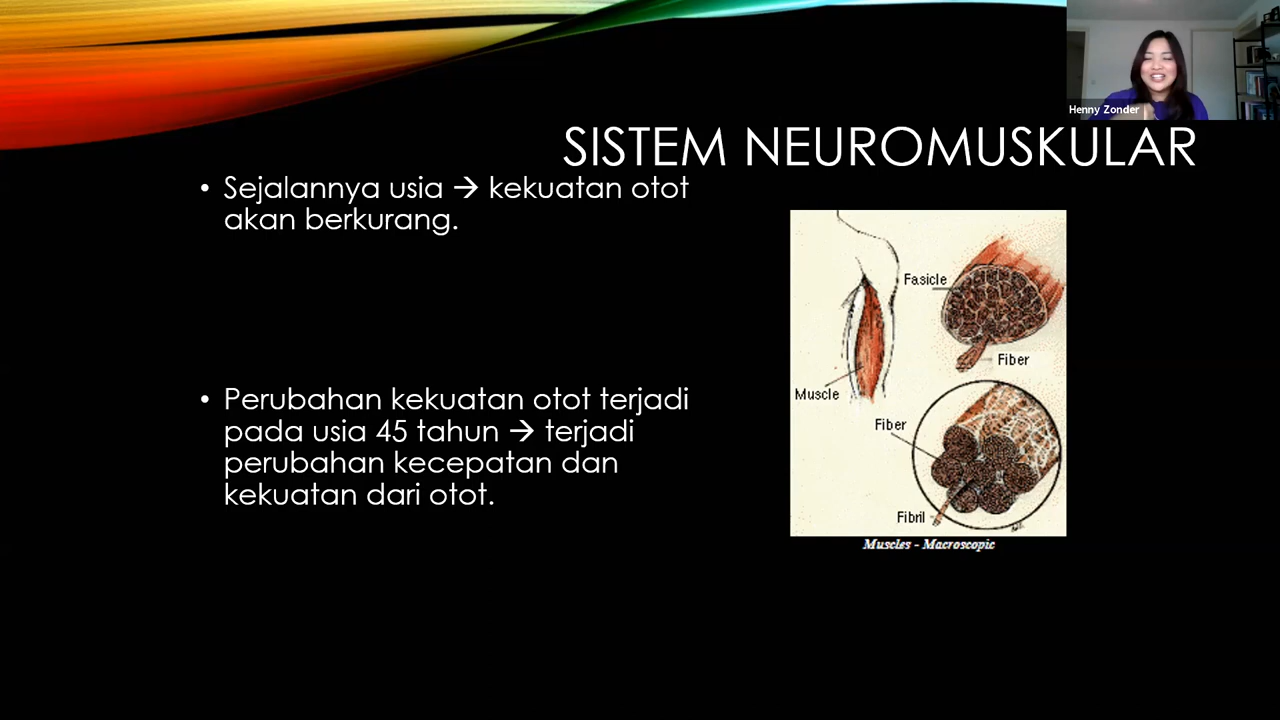 Henny Zonder
SISTEM NEUROMUSKULAR
• Sejalannya usia → kekuatan otot
akan berkurang.
• Perubahan kekuatan otot terjadi
pada usia 45 tahun → terjadi
perubahan kecepatan dan
kekuatan dari otot.
Fasicle
Fiber
Muscle
Fiber
Fibril
Muscles - Macroscopic